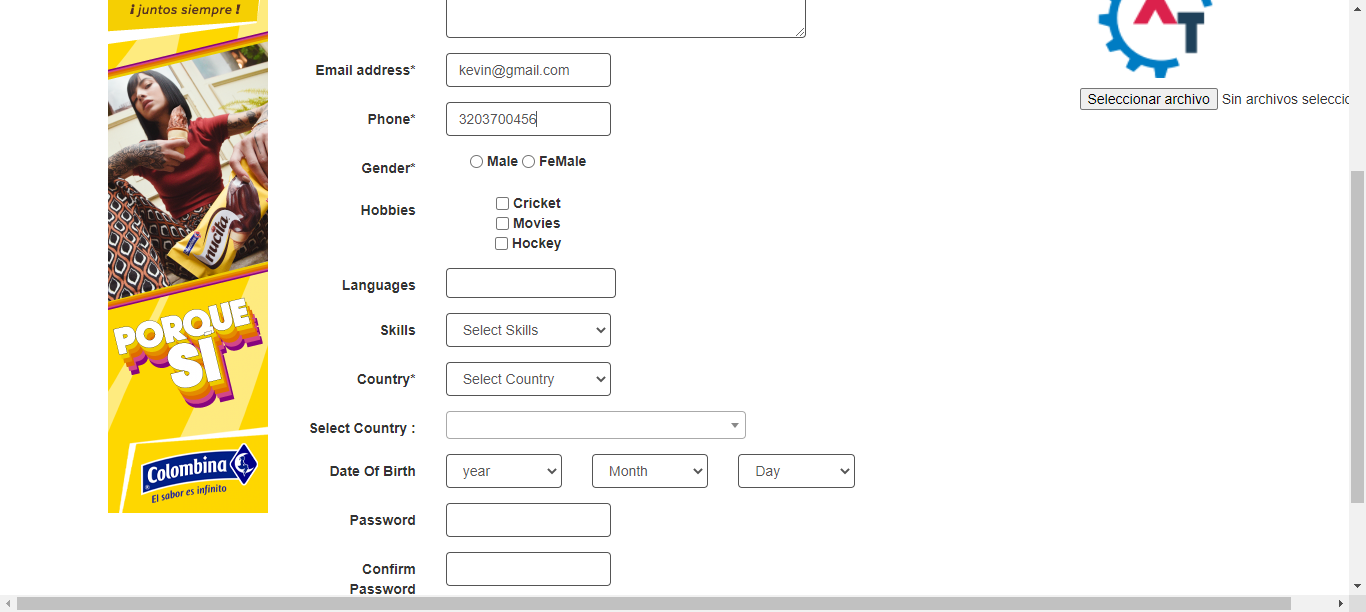 ¡juntos siempre!
Email address*
kevin@gmail.com
Phone*
3203700456
Gender*
Male FeMale
Hobbies
Cricket
Movies
Hockey
Languages
Skills
Select Skills
Country*
Select Country
Select Country :
Date Of Birth
year Month Day
Password
Confirm
Password
nucita
PORQUE
SÍ
Colombina
El sabor es infinito
XT
Seleccionar archivo Sin archivos seleccio